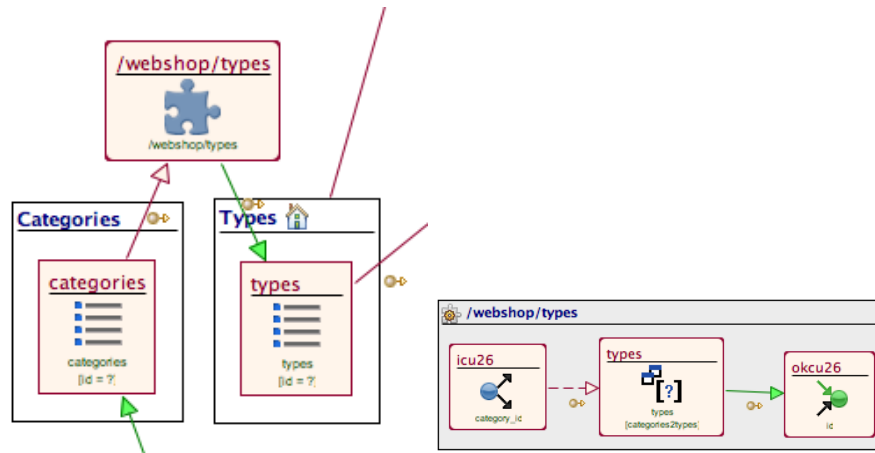 /webshop/types
/webshop/types
Categories
Types
categories
categories
[id = ?]
types
types
[id = ?]
/webshop/types
icu26
category_id
types
[?]
types
[categories2types]
okcu26
id